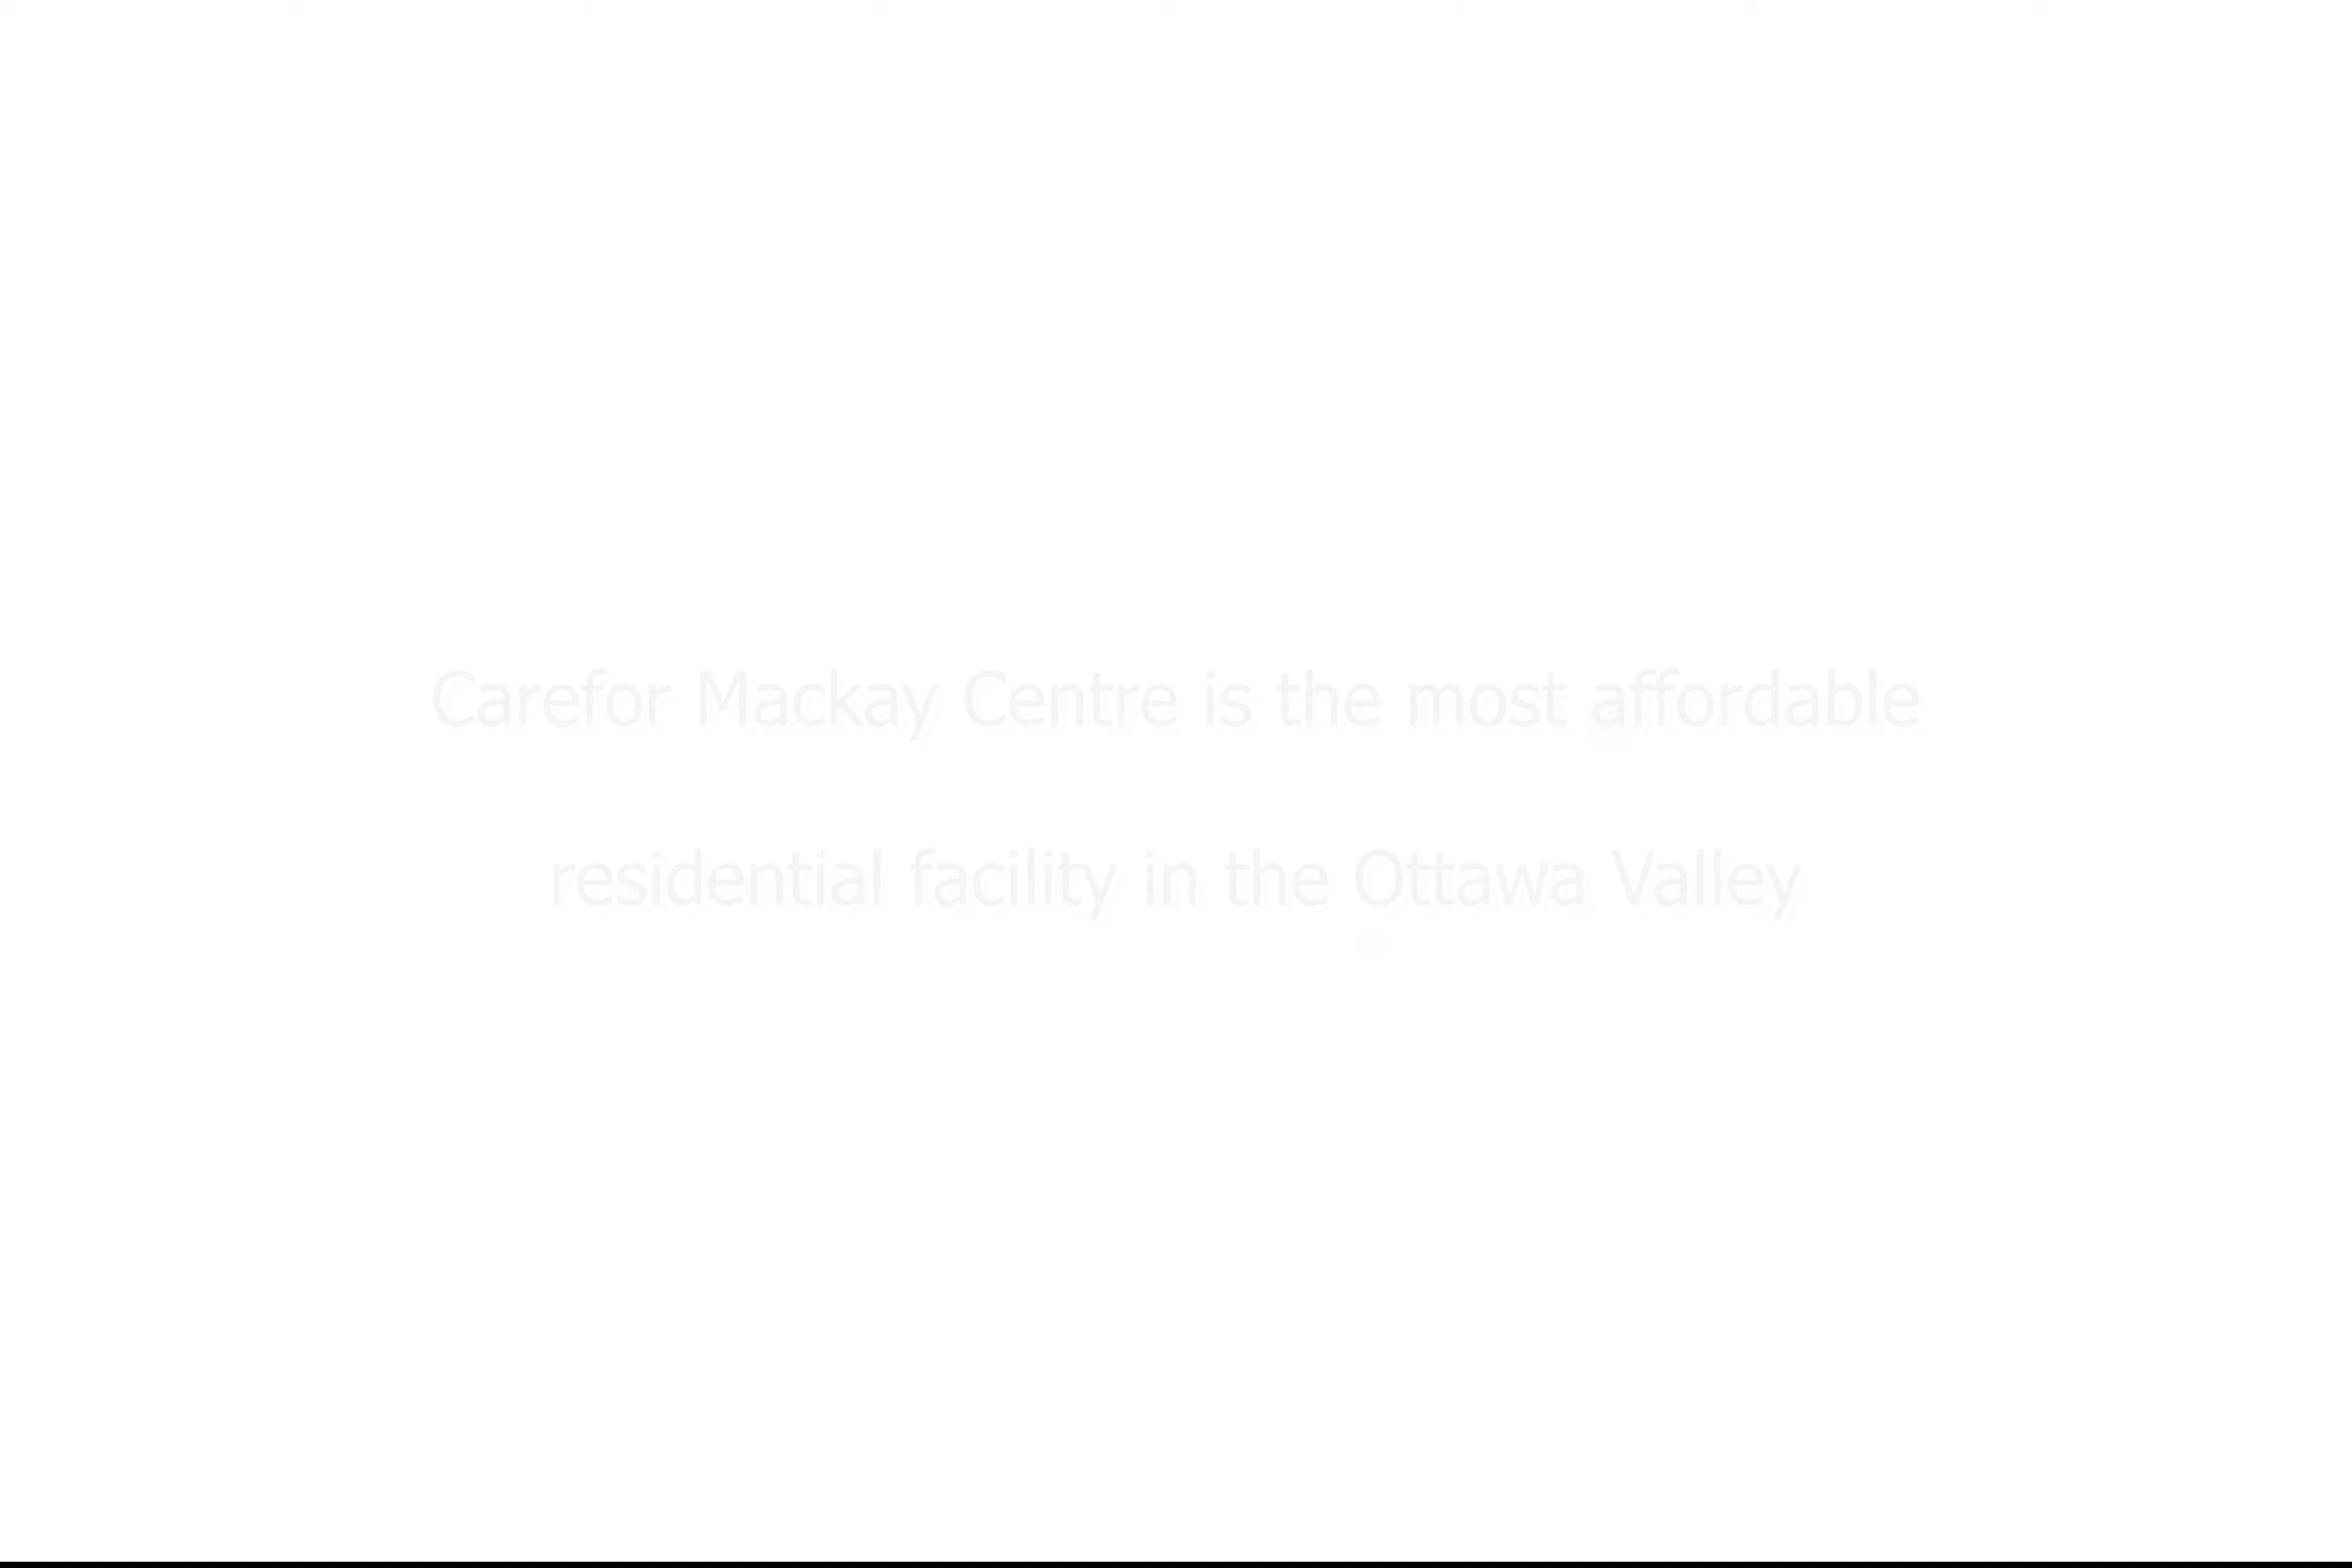 Carefor Mackay Centre is the most affordable
residential facility in the Ottawa Valley